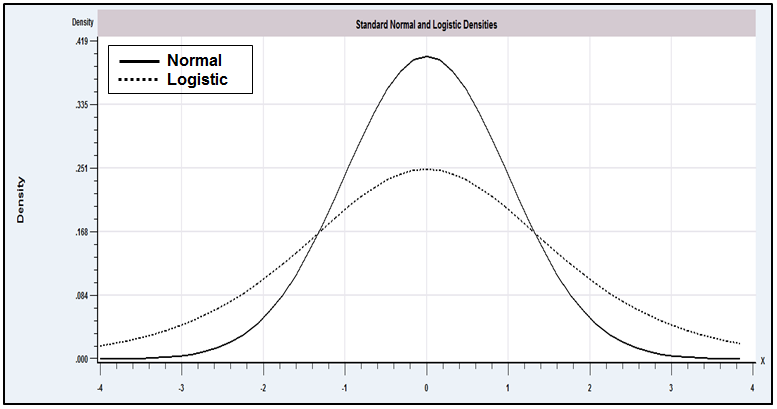 Standard Normal and Logistic Densities
Density
Normal
Logistic
Density
.419
.335
.251
.168
.084
.000
-4 -3 -2 -1 0 1 2 3 4
X